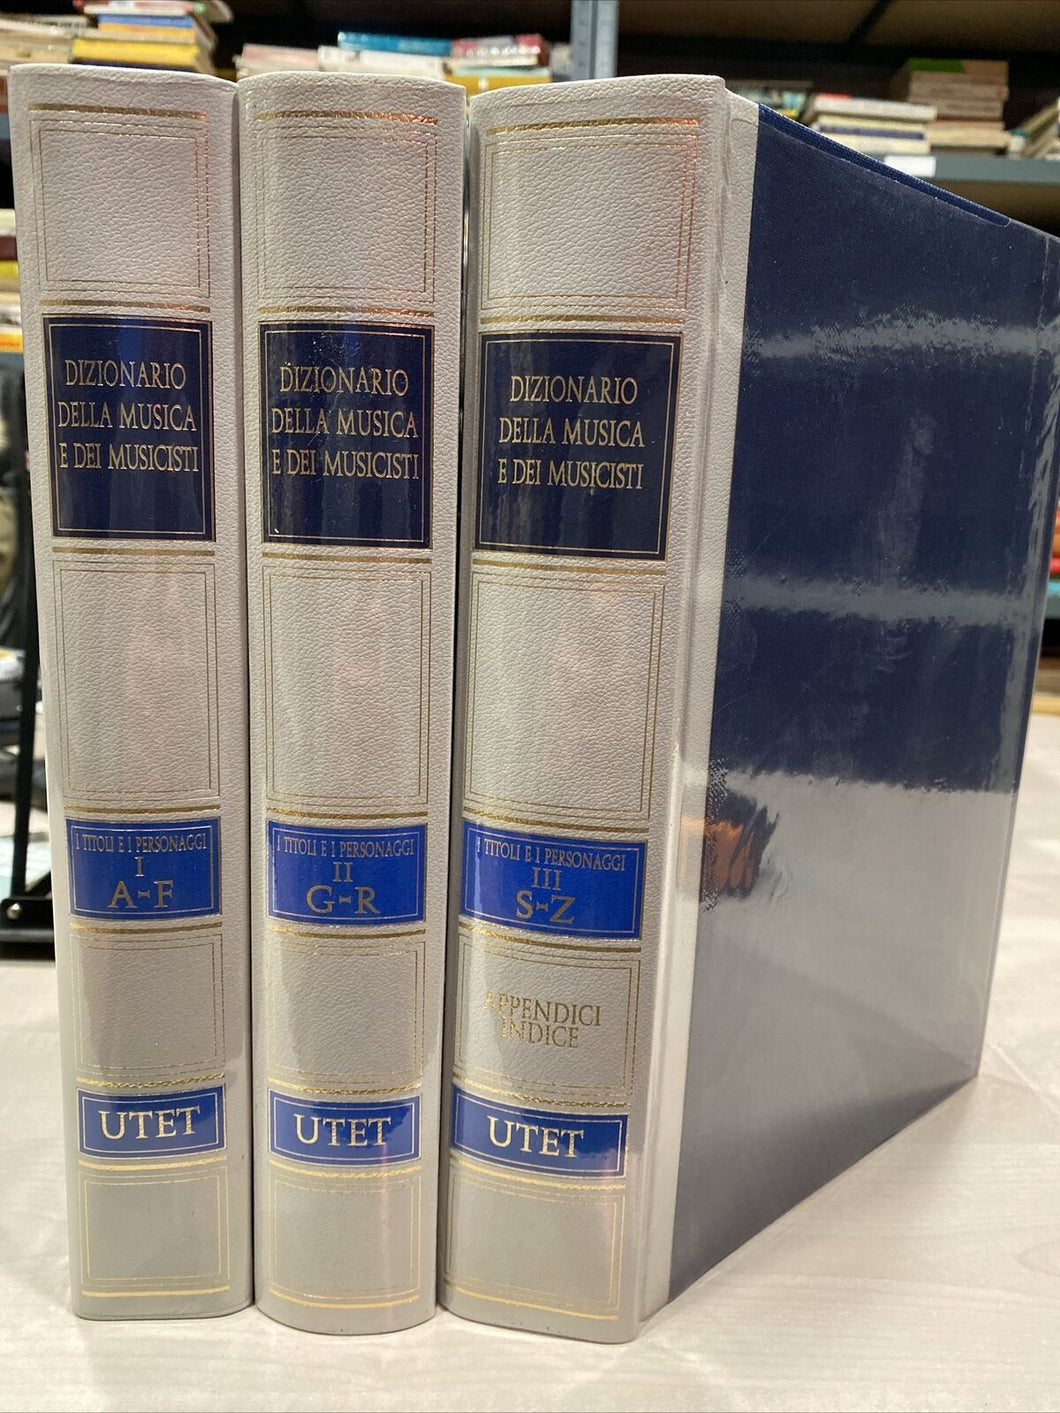 DIZIONARIO
DELLA MUSICA
E DEI MUSICISTI
I TITOLI E I PERSONAGGI
I
A-F
UTET
DIZIONARIO
DELLA MUSICA
E DEI MUSICISTI
I TITOLI E I PERSONAGGI
II
G-R
UTET
DIZIONARIO
DELLA MUSICA
E DEI MUSICISTI
I TITOLI E I PERSONAGGI
III
S-Z
APPENDICI
INDICE
UTET